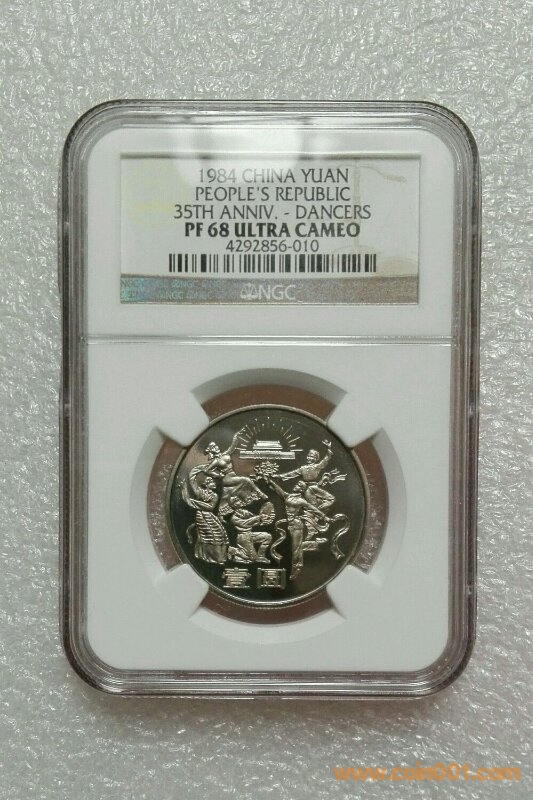 1984 CHINA YUAN
PEOPLE'S REPUBLIC
35TH ANNIV. - DANCERS
PF 68 ULTRA CAMEO
4292856-010
NGC
壹圆
www.coin001.com